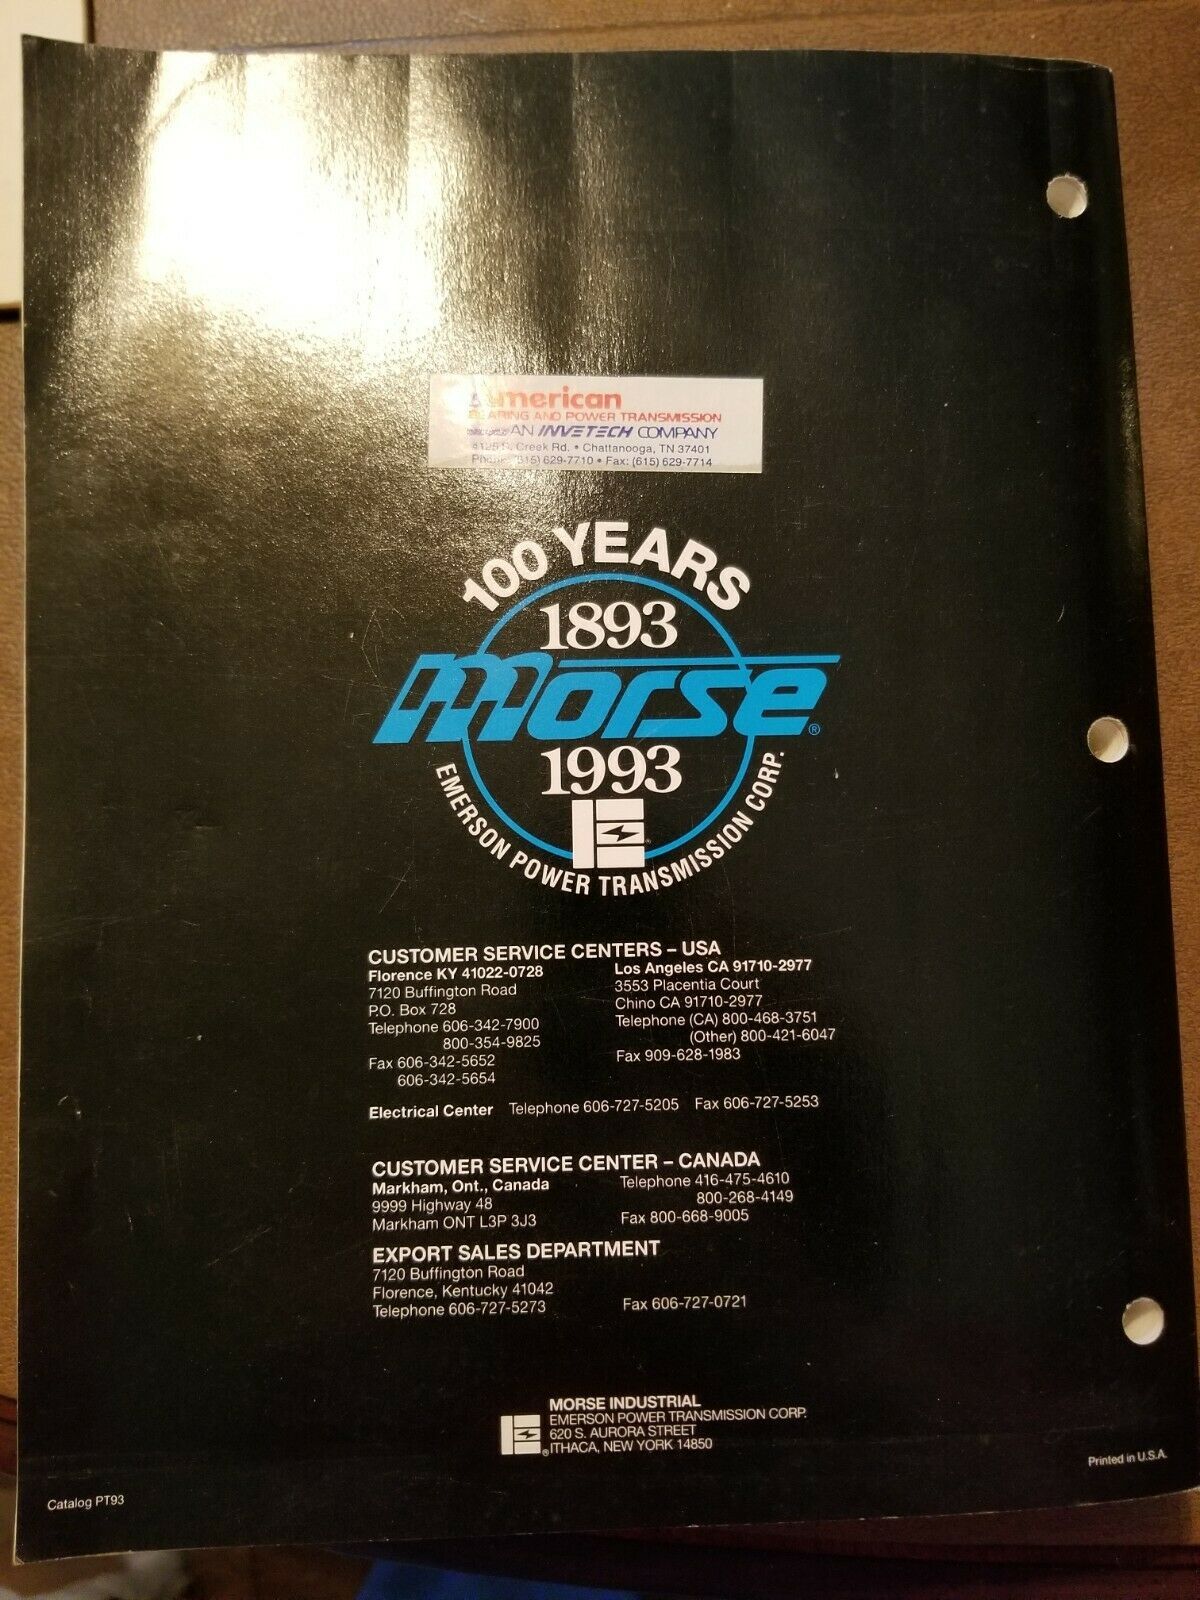 American
BEARING AND POWER TRANSMISSION
AN INVETECH COMPANY
Creek Rd. • Chattanooga, TN 37401
629-7710 • Fax: (615) 629-7714
100 YEARS
1893
morse®
1993
EMERSON POWER TRANSMISSION CORP.
CUSTOMER SERVICE CENTERS – USA
Florence KY 41022-0728
7120 Buffington Road
P.O. Box 728
Telephone 606-342-7900
800-354-9825
Fax 606-342-5652
606-342-5654
Los Angeles CA 91710-2977
3553 Placentia Court
Chino CA 91710-2977
Telephone (CA) 800-468-3751
(Other) 800-421-6047
Fax 909-628-1983
Electrical Center Telephone 606-727-5205 Fax 606-727-5253
CUSTOMER SERVICE CENTER – CANADA
Markham, Ont., Canada
9999 Highway 48
Markham ONT L3P 3J3
Telephone 416-475-4610
800-268-4149
Fax 800-668-9005
EXPORT SALES DEPARTMENT
7120 Buffington Road
Florence, Kentucky 41042
Telephone 606-727-5273 Fax 606-727-0721
MORSE INDUSTRIAL
EMERSON POWER TRANSMISSION CORP.
620 S. AURORA STREET
ITHACA, NEW YORK 14850
Printed in U.S.A.
Catalog PT93